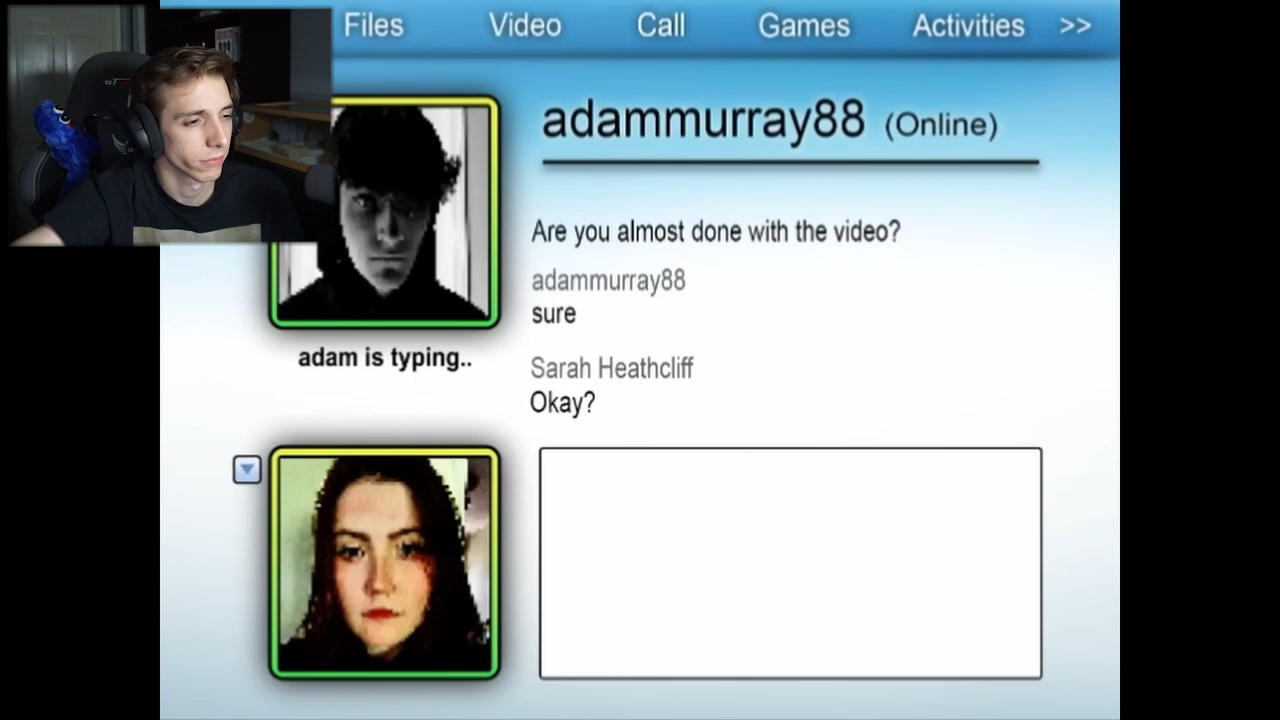 Files Video Call Games Activities >>
adammurray88 (Online)
Are you almost done with the video?
adammurray88
sure
adam is typing..
Sarah Heathcliff
Okay?